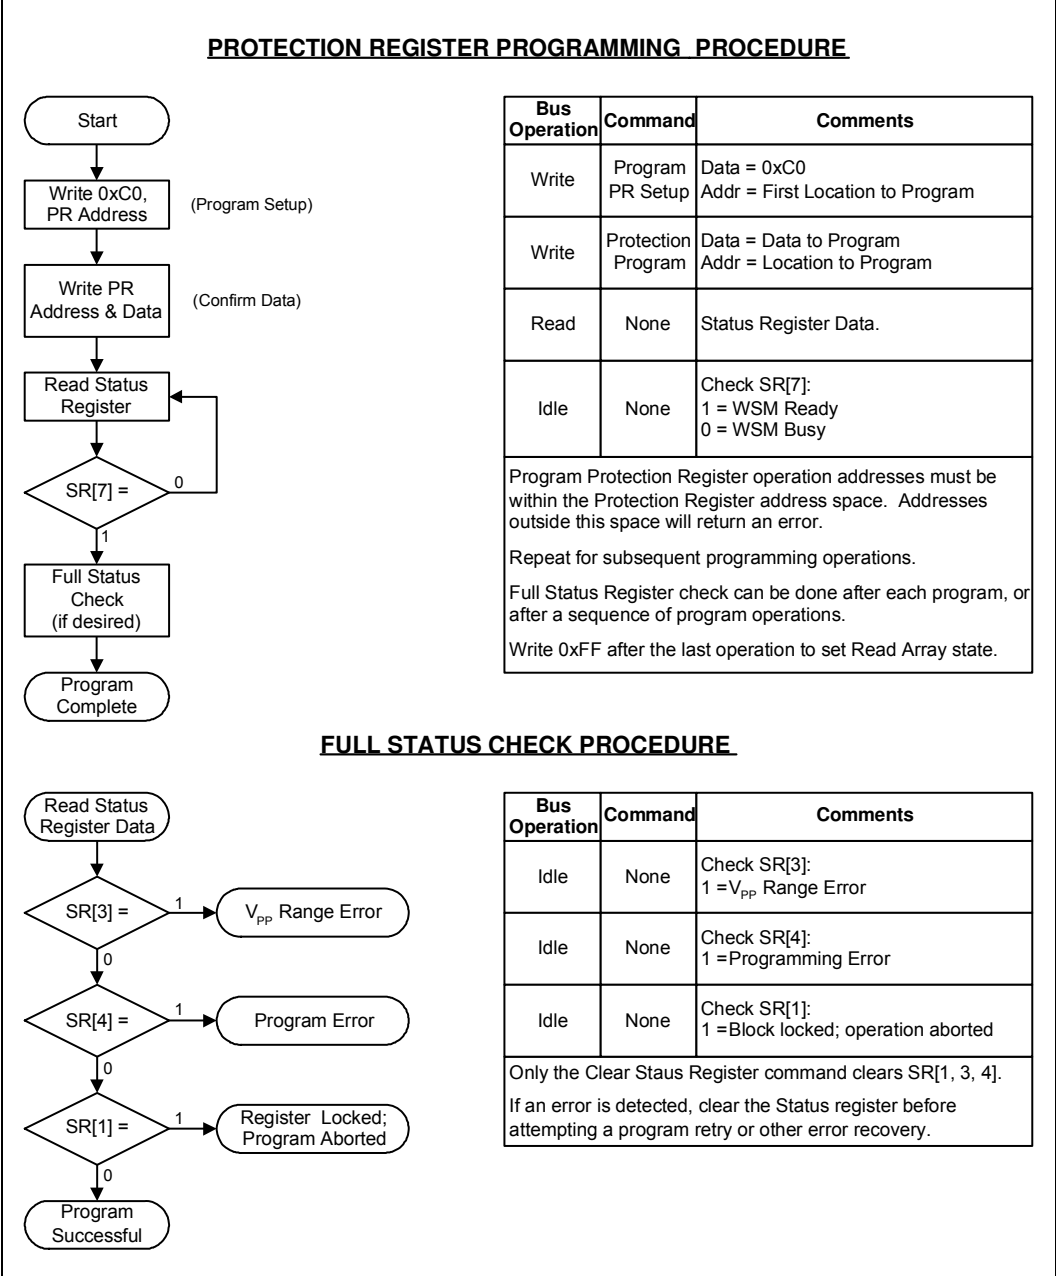 PROTECTION REGISTER PROGRAMMING PROCEDURE
Start
Write 0xC0,
PR Address
(Program Setup)
Write PR
Address & Data
(Confirm Data)
Read Status
Register
SR[7] =
0
1
Full Status
Check
(if desired)
Program
Complete
Bus
Operation
Command
Comments
Write
Program
PR Setup
Data = 0xC0
Addr = First Location to Program
Write
Protection
Program
Data = Data to Program
Addr = Location to Program
Read
None
Status Register Data.
Idle
None
Check SR[7]:
1 = WSM Ready
0 = WSM Busy
Program Protection Register operation addresses must be
within the Protection Register address space. Addresses
outside this space will return an error.
Repeat for subsequent programming operations.
Full Status Register check can be done after each program, or
after a sequence of program operations.
Write 0xFF after the last operation to set Read Array state.
FULL STATUS CHECK PROCEDURE
Read Status
Register Data
SR[3] =
1
VPP Range Error
0
SR[4] =
1
Program Error
0
SR[1] =
1
Register Locked;
Program Aborted
0
Program
Successful
Bus
Operation
Command
Comments
Idle
None
Check SR[3]:
1 =VPP Range Error
Idle
None
Check SR[4]:
1 =Programming Error
Idle
None
Check SR[1]:
1 =Block locked; operation aborted
Only the Clear Staus Register command clears SR[1, 3, 4].
If an error is detected, clear the Status register before
attempting a program retry or other error recovery.